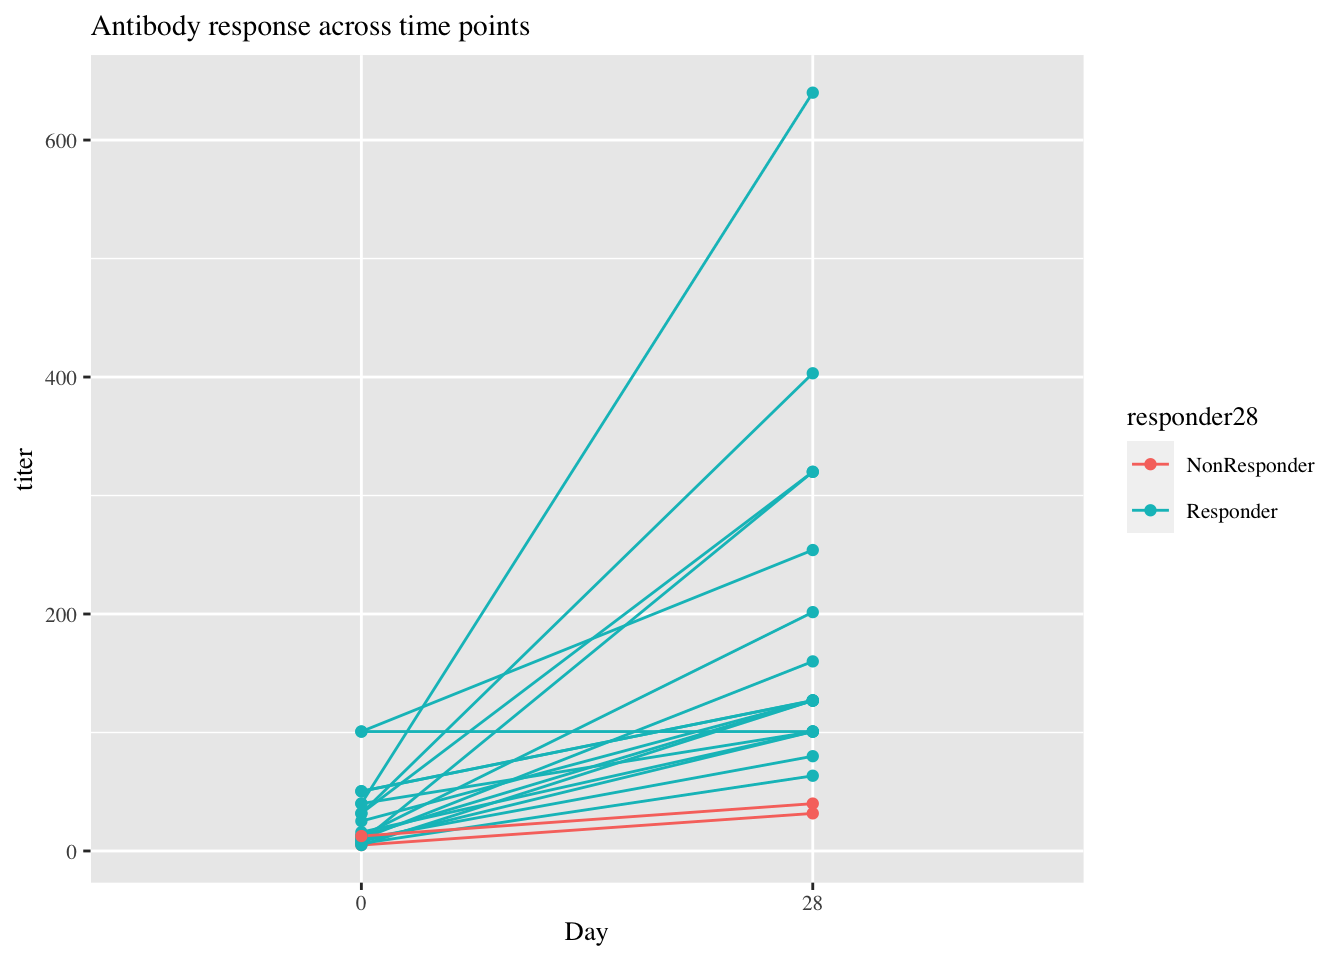 Antibody response across time points
600
400
200
0
titer
0
28
Day
responder28
NonResponder
Responder